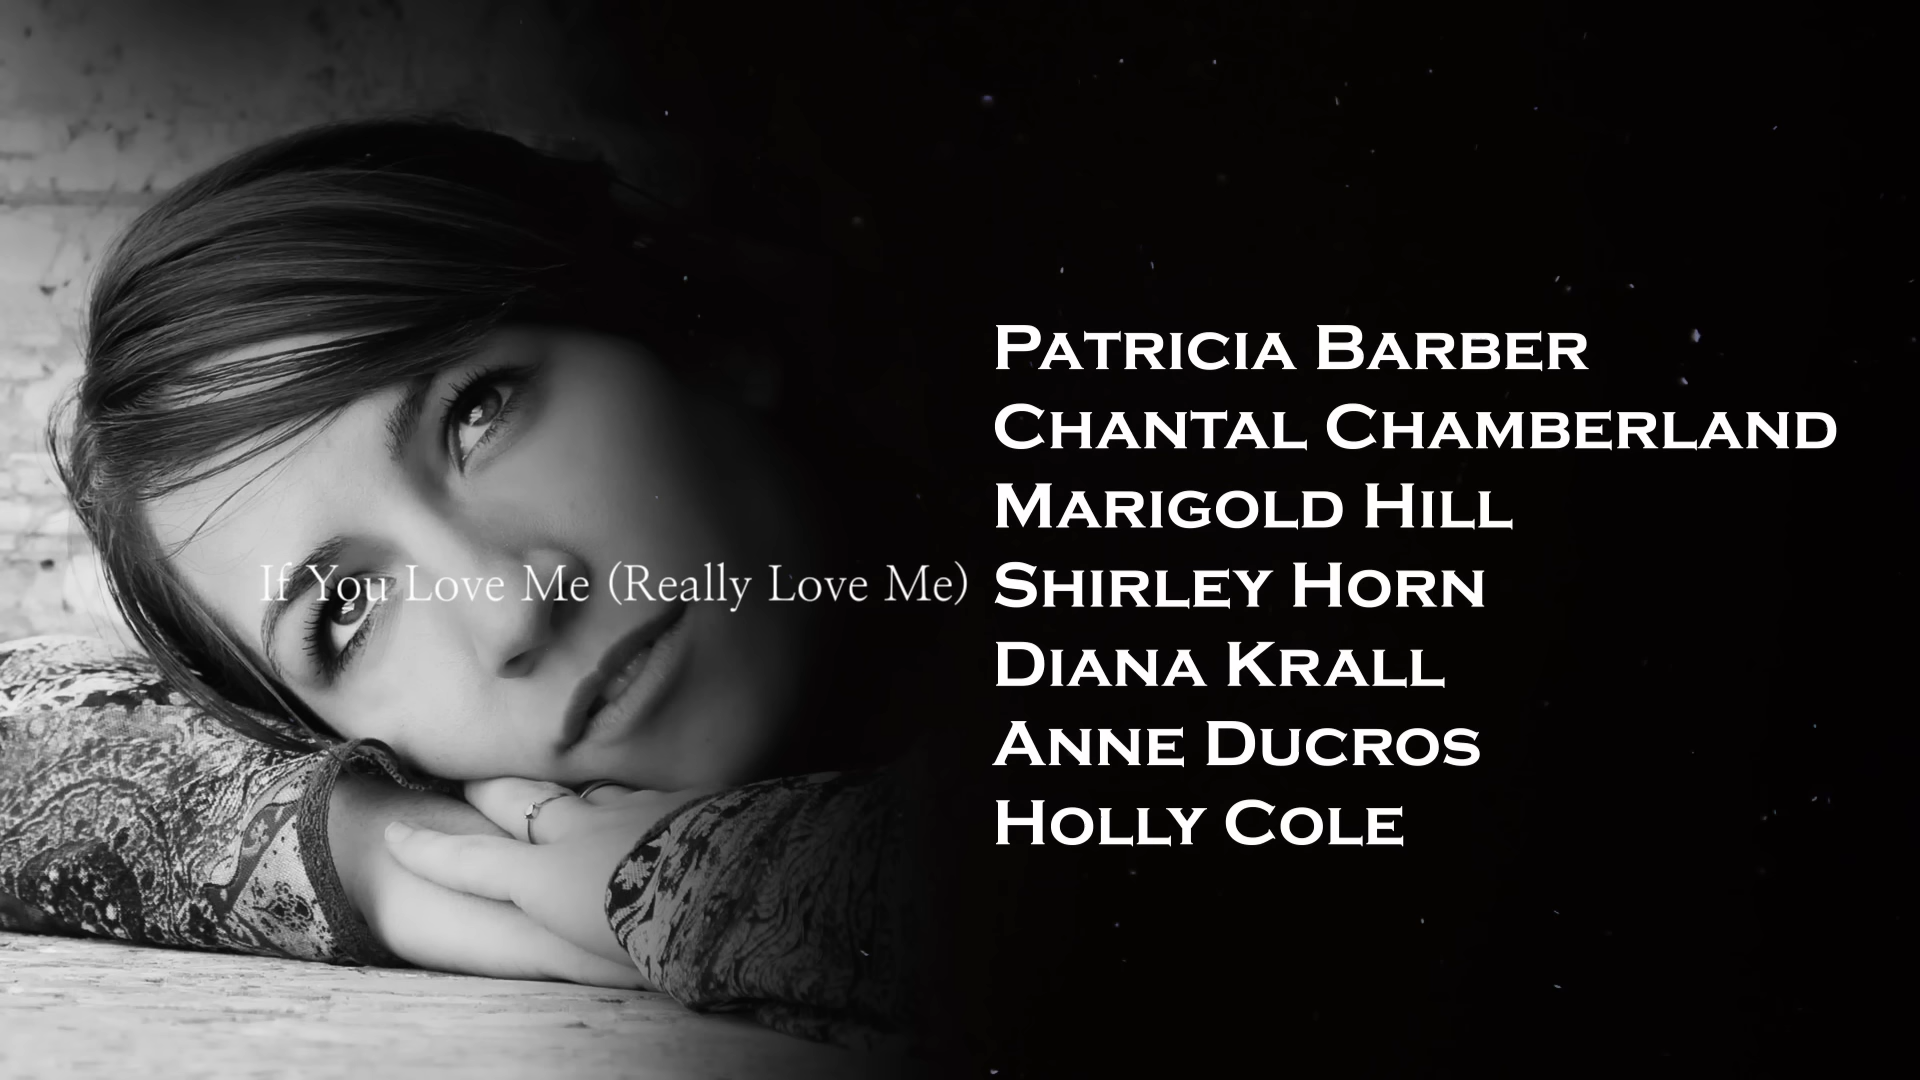 Patricia Barber
Chantal Chamberland
Marigold Hill
If You Love Me (Really Love Me)
Shirley Horn
Diana Krall
Anne Ducros
Holly Cole